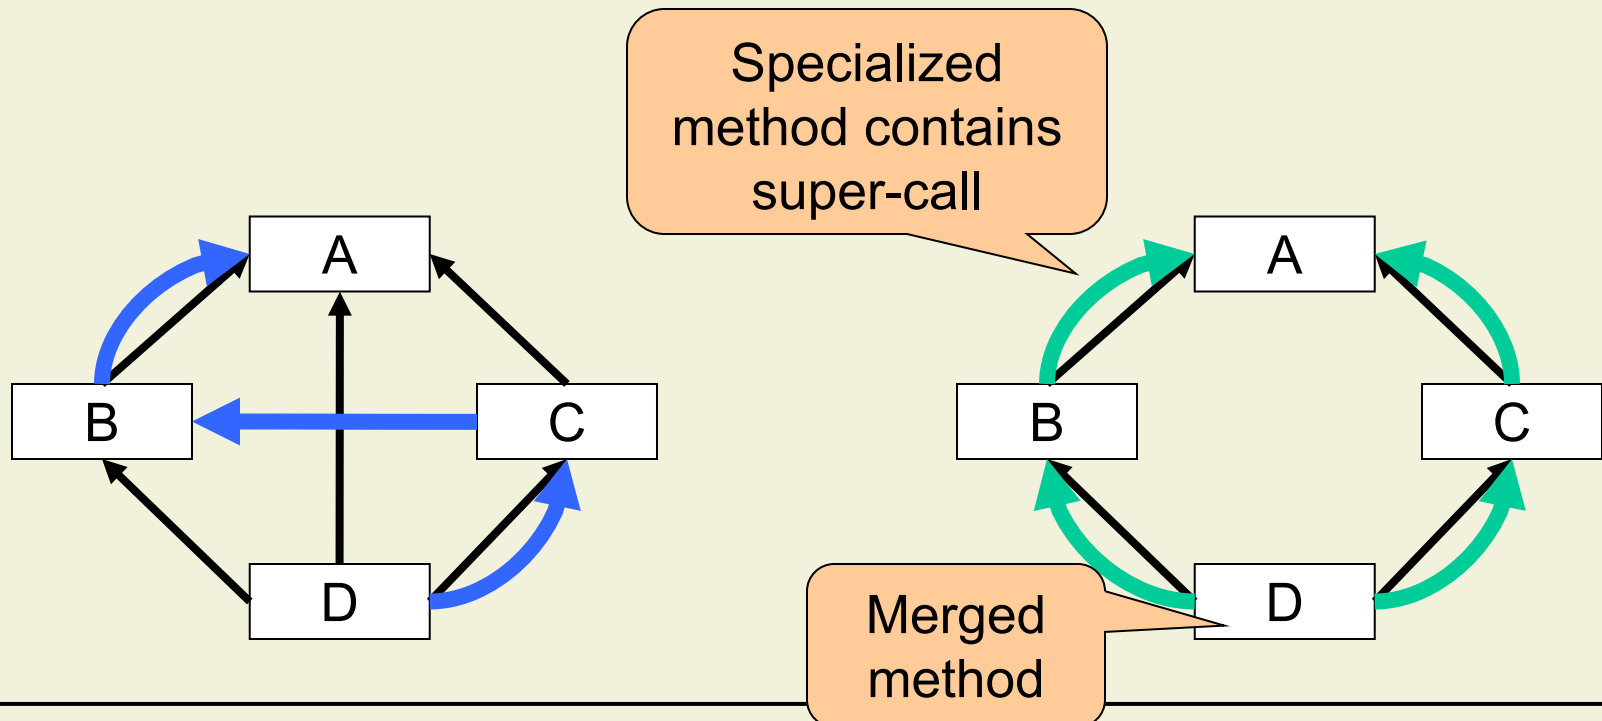 Specialized
method contains
super-call
A
A
B
C
B
C
D
D
Merged
method